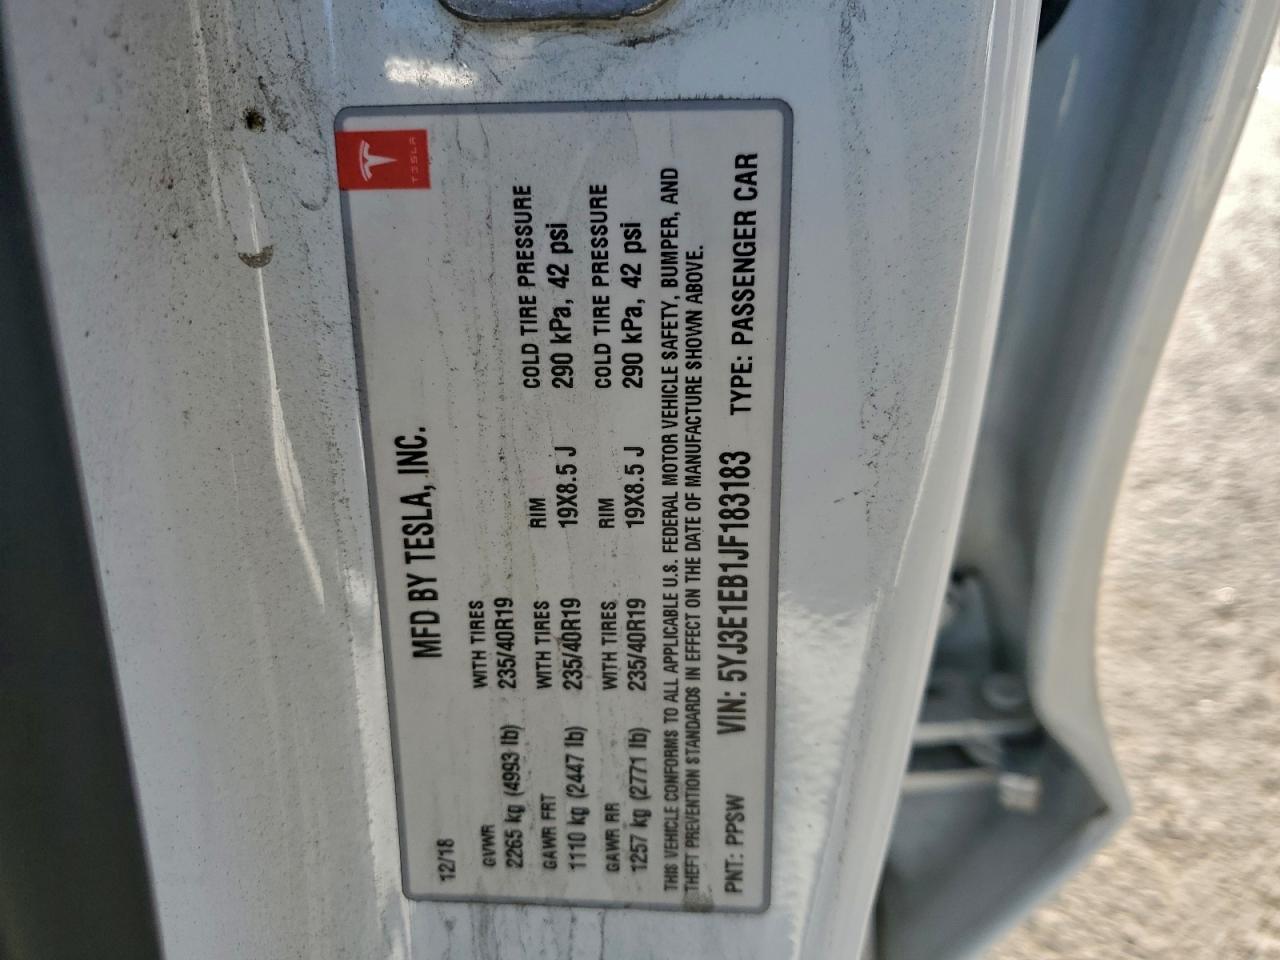 TESLA
MFD BY TESLA, INC.
12/18
GVWR WITH TIRES
2265 kg (4993 lb) 235/40R19
GAWR FRT WITH TIRES RIM COLD TIRE PRESSURE
1110 kg (2447 lb) 235/40R19 19X8.5 J 290 kPa, 42 psi
GAWR RR WITH TIRES RIM COLD TIRE PRESSURE
1257 kg (2771 lb) 235/40R19 19X8.5 J 290 kPa, 42 psi
THIS VEHICLE CONFORMS TO ALL APPLICABLE U.S. FEDERAL MOTOR VEHICLE SAFETY, BUMPER, AND
THEFT PREVENTION STANDARDS IN EFFECT ON THE DATE OF MANUFACTURE SHOWN ABOVE.
PNT: PPSW VIN: 5YJ3E1EB1JF183183 TYPE: PASSENGER CAR